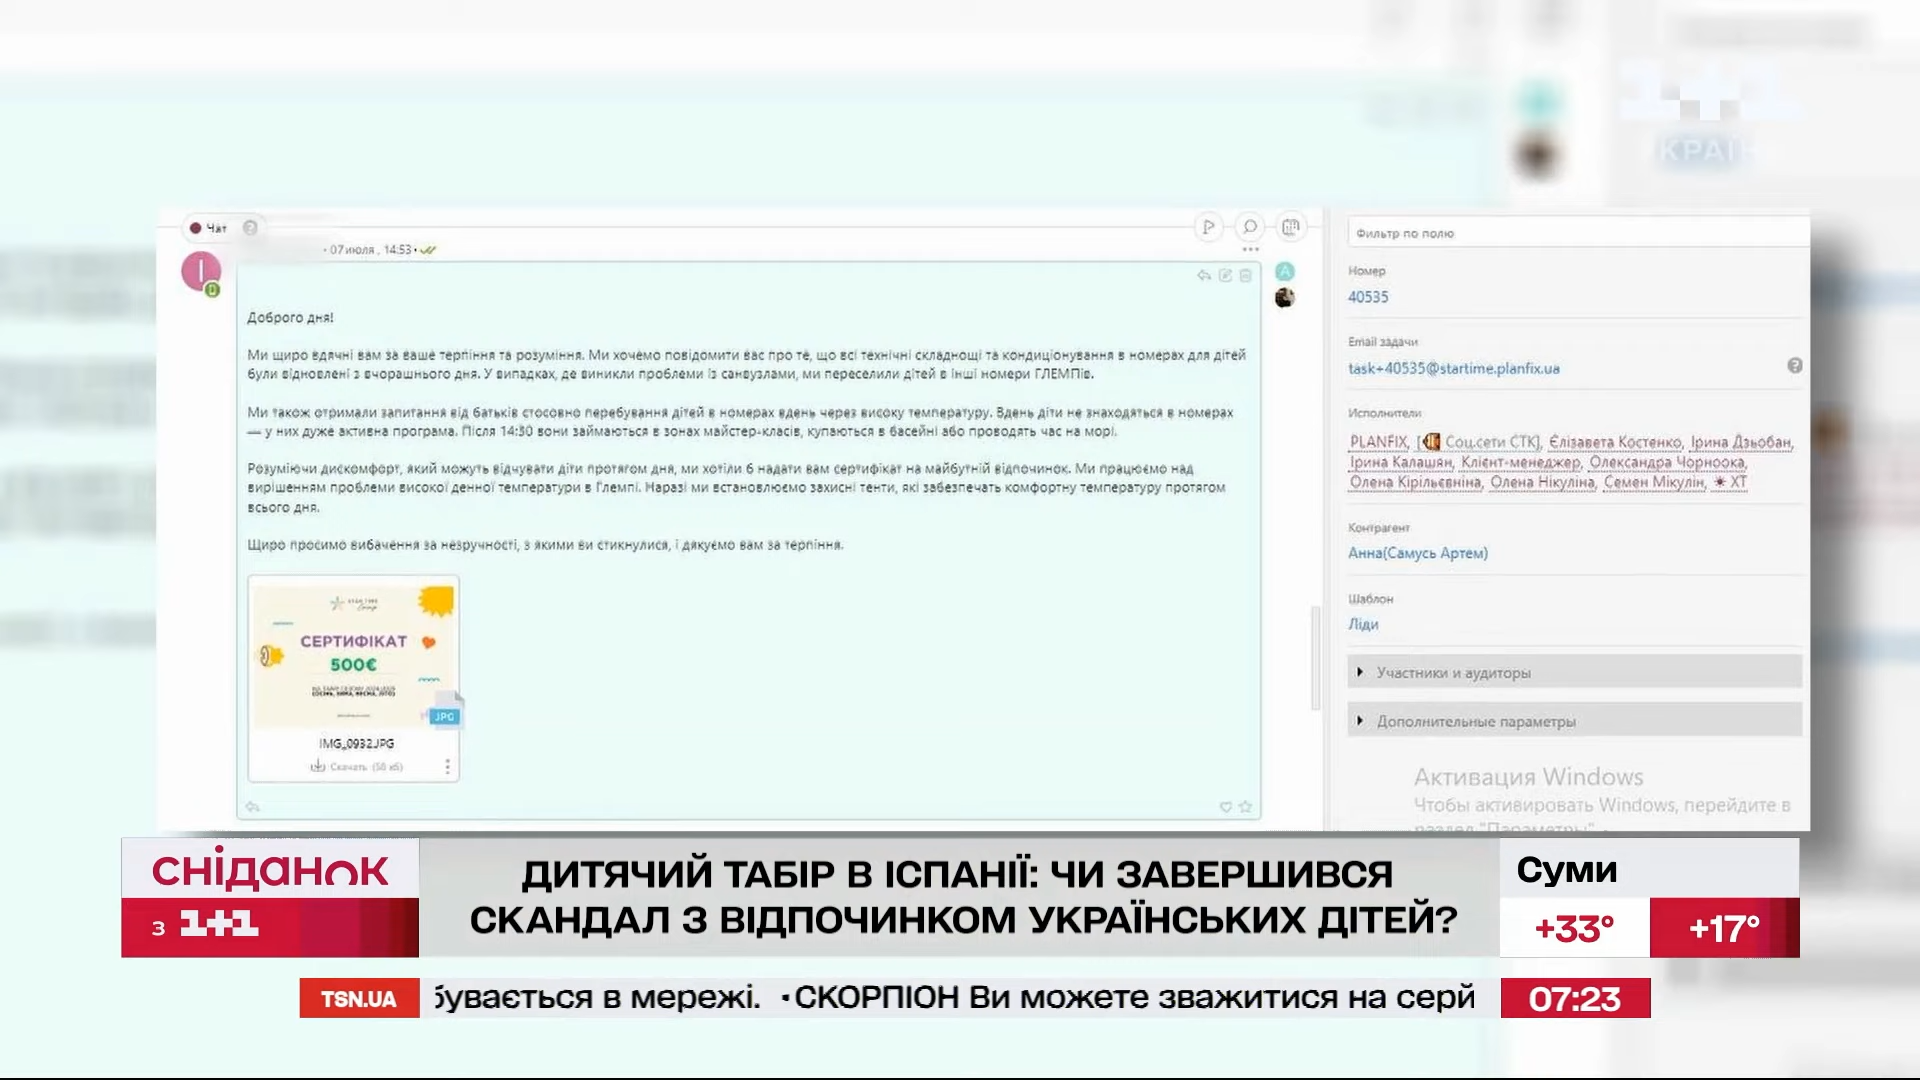 1+1
Чат
07 июля, 14:53
Доброго дня!
Ми щиро вдячні вам за ваше терпіння та розуміння. Ми хочемо повідомити вас про те, що всі технічні складнощі та кондиціонування в номерах для дітей
були відновлені з вчорашнього дня. У випадках, де виникли проблеми із санвузлами, ми переселили дітей в інші номери ГЛЕМПів.
Ми також отримали запитання від батьків стосовно перебування дітей в номерах вдень через високу температуру. Вдень діти не знаходяться в номерах
— у них дуже активна програма. Після 14:30 вони займаються в зонах майстер-класів, купаються в басейні або проводять час на морі.
Розуміючи дискомфорт, який можуть відчувати діти протягом дня, ми хотіли б надати вам сертифікат на майбутній відпочинок. Ми працюємо над
вирішенням проблеми високої денної температури в Глемпі. Наразі ми встановлюємо захисні тенти, які забезпечать комфортну температуру протягом
всього дня.
Щиро просимо вибачення за незручності, з якими ви стикнулися, і дякуємо вам за терпіння.
СЕРТИФІКАТ
500€
JPG
IMG_0932.JPG
Скачать (58 кб)
Фильтр по полю
Номер
40535
Email задачи
task+40535@startime.planfix.ua
Исполнители
PLANFIX, [Соц.сети СТК], Єлізавета Костенко, Ірина Дзьобан,
Ірина Калашян, Клієнт-менеджер, Олександра Чорноока,
Олена Кірільєвніна, Олена Нікуліна, Семен Мікулін, ☀ ХТ
Контрагент
Анна(Самусь Артем)
Шаблон
Ліди
Участники и аудиторы
Дополнительные параметры
Активация Windows
Чтобы активировать Windows, перейдите в
раздел "Параметры".
СНІДАНОК
З 1+1
ДИТЯЧИЙ ТАБІР В ІСПАНІЇ: ЧИ ЗАВЕРШИВСЯ
СКАНДАЛ З ВІДПОЧИНКОМ УКРАЇНСЬКИХ ДІТЕЙ?
Суми
+33° +17°
TSN.UA
бувається в мережі. •СКОРПІОН Ви можете зважитися на серй
07:23